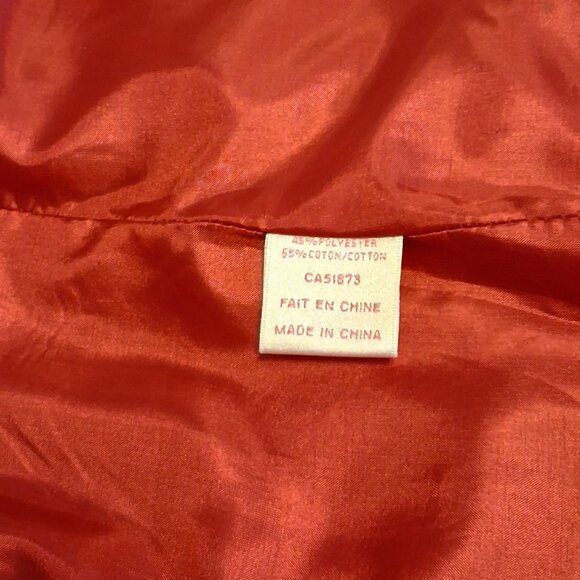 45% POLYESTER
55% COTON/COTTON
CA51873
FAIT EN CHINE
MADE IN CHINA